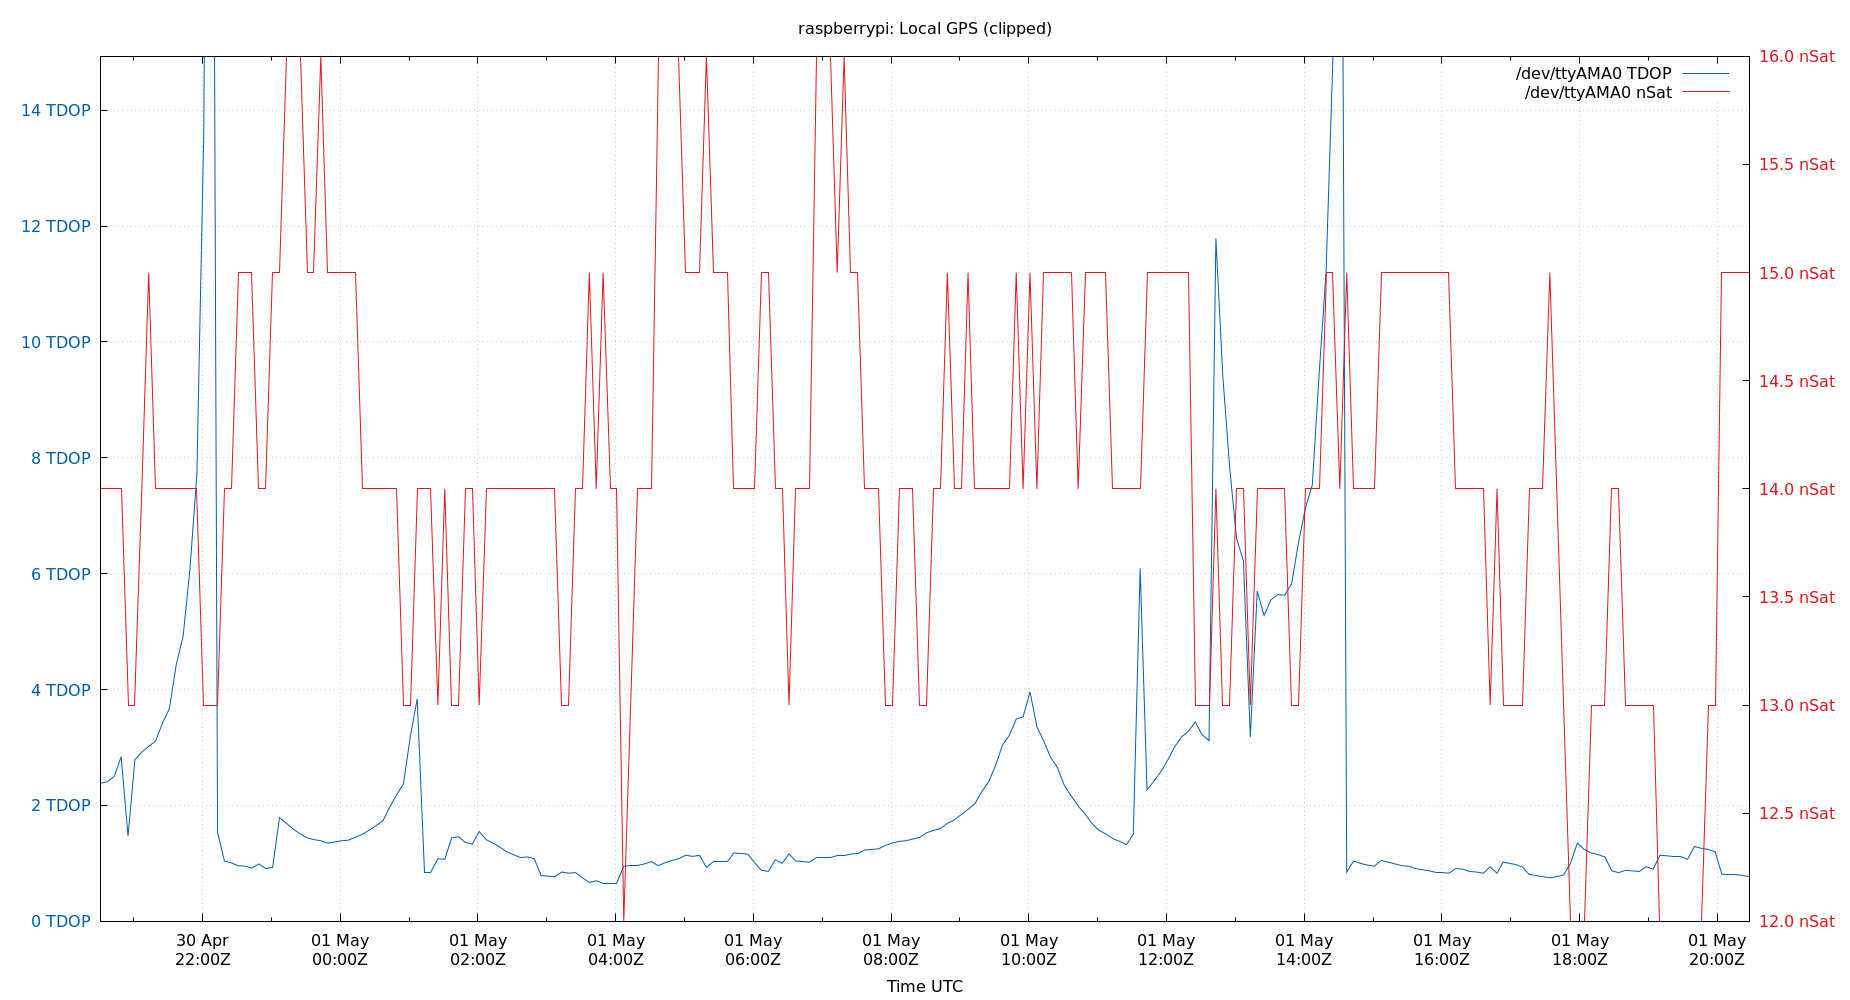 raspberrypi: Local GPS (clipped)
/dev/ttyAMA0 TDOP
/dev/ttyAMA0 nSat
14 TDOP
12 TDOP
10 TDOP
8 TDOP
6 TDOP
4 TDOP
2 TDOP
0 TDOP
16.0 nSat
15.5 nSat
15.0 nSat
14.5 nSat
14.0 nSat
13.5 nSat
13.0 nSat
12.5 nSat
12.0 nSat
30 Apr
22:00Z
01 May
00:00Z
01 May
02:00Z
01 May
04:00Z
01 May
06:00Z
01 May
08:00Z
01 May
10:00Z
01 May
12:00Z
01 May
14:00Z
01 May
16:00Z
01 May
18:00Z
01 May
20:00Z
Time UTC